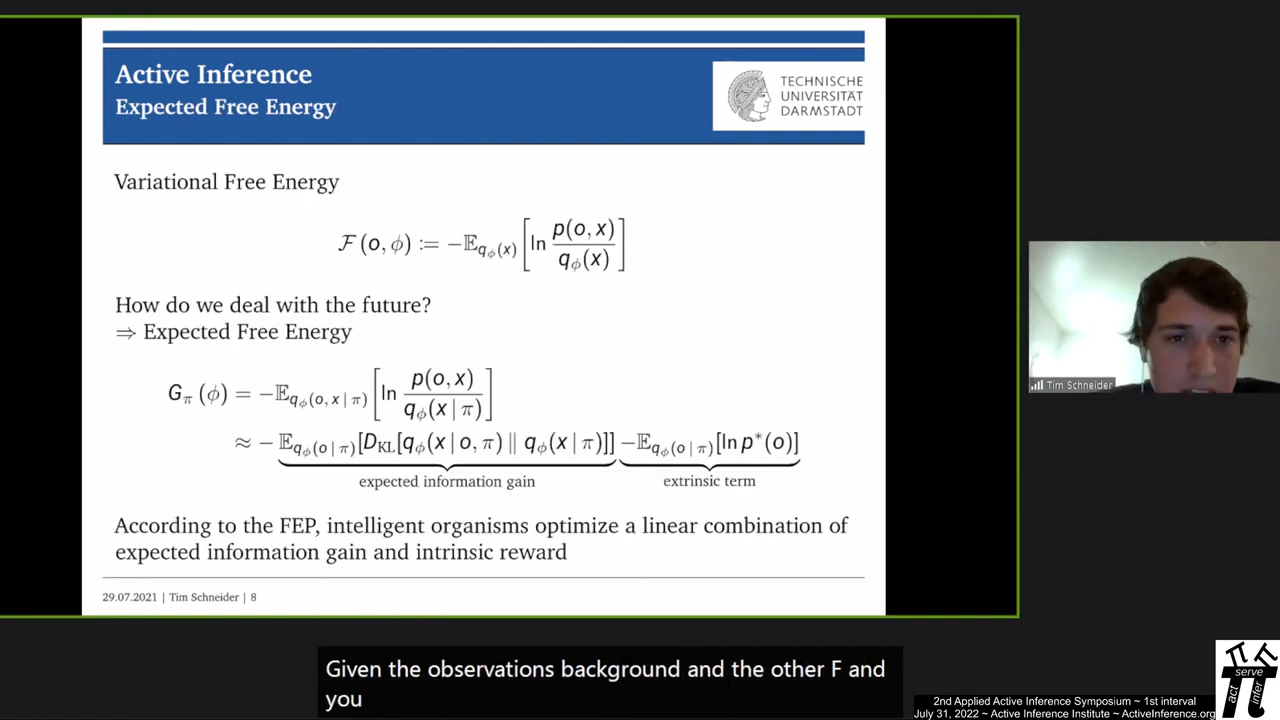 Active Inference
Expected Free Energy
TECHNISCHE
UNIVERSITÄT
DARMSTADT
Variational Free Energy
ℱ(o, ϕ) := −𝔼_{q_ϕ(x)} [ln p(o, x) / q_ϕ(x)]
How do we deal with the future?
⇒ Expected Free Energy
G_π(ϕ) = −𝔼_{q_ϕ(o, x | π)} [ln p(o, x) / q_ϕ(x | π)]
≈ − 𝔼_{q_ϕ(o | π)}[D_KL[q_ϕ(x | o, π) ‖ q_ϕ(x | π)]] −𝔼_{q_ϕ(o | π)}[ln p*(o)]
expected information gain extrinsic term
According to the FEP, intelligent organisms optimize a linear combination of
expected information gain and intrinsic reward
29.07.2021 | Tim Schneider | 8
Tim Schneider
Given the observations background and the other F and
you
2nd Applied Active Inference Symposium ~ 1st interval
July 31, 2022 ~ Active Inference Institute ~ ActiveInference.org
π π
serve
act
infer